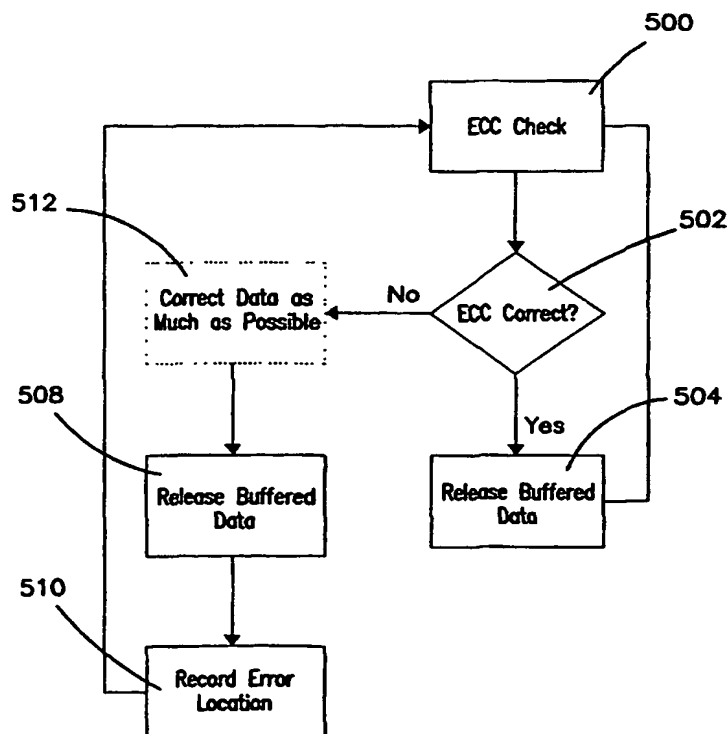 500
ECC Check
512
502
Correct Data as
Much as Possible
No
ECC Correct?
508
Yes
504
Release Buffered
Data
Release Buffered
Data
510
Record Error
Location